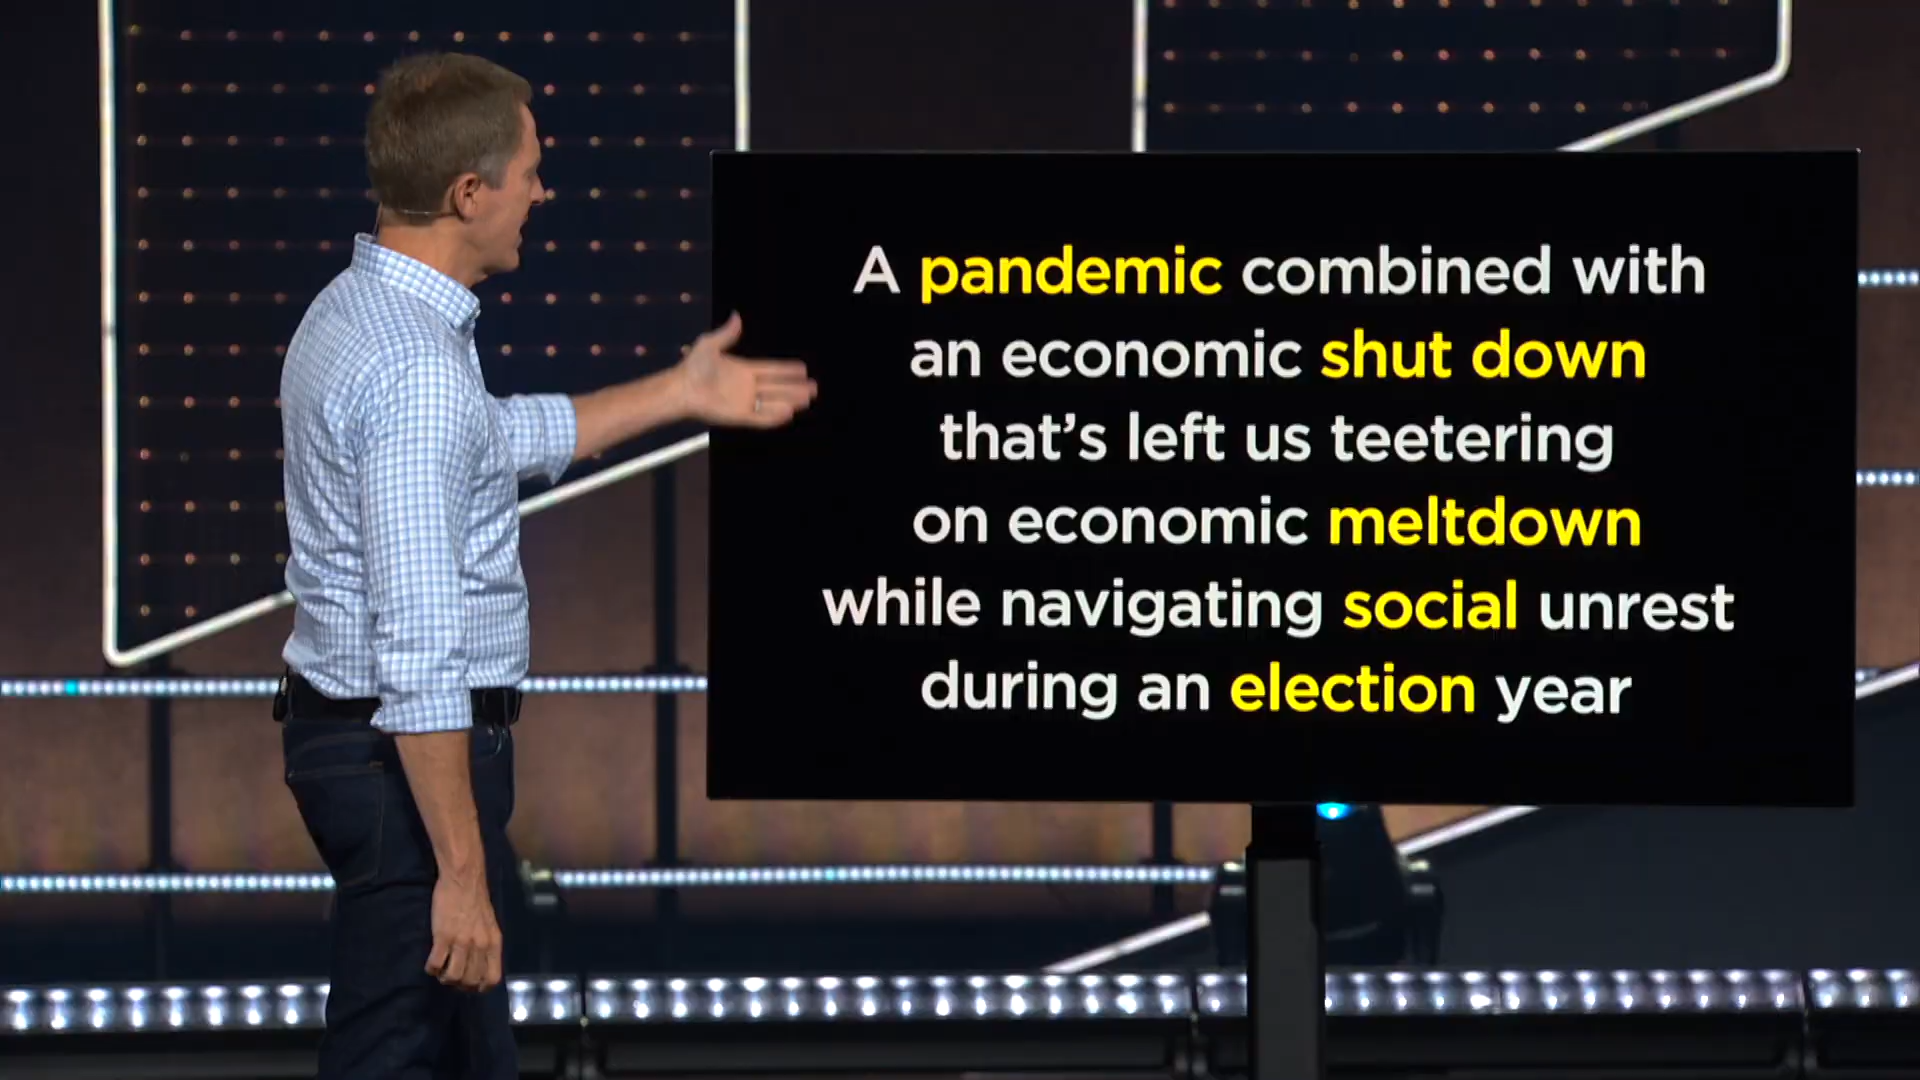 A pandemic combined with
an economic shut down
that’s left us teetering
on economic meltdown
while navigating social unrest
during an election year